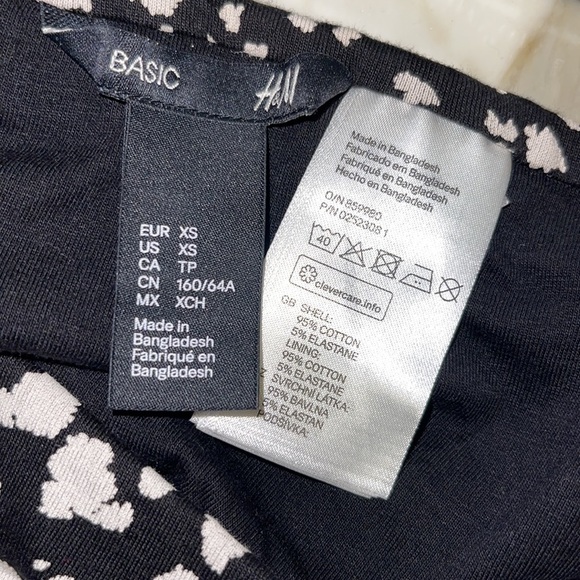 BASIC
H&M
EUR XS
US XS
CA TP
CN 160/64A
MX XCH
Made in
Bangladesh
Fabriqué en
Bangladesh
Made in Bangladesh
Fabricado em Bangladesh
Fabriqué en Bangladesh
Hecho en Bangladesh
O/N 859980
P/N 0252308 1
40
clevercare.info
GB SHELL:
95% COTTON
5% ELASTANE
LINING:
95% COTTON
5% ELASTANE
SVRCHNÍ LÁTKA:
95% BAVLNA
5% ELASTAN
PODŠÍVKA: